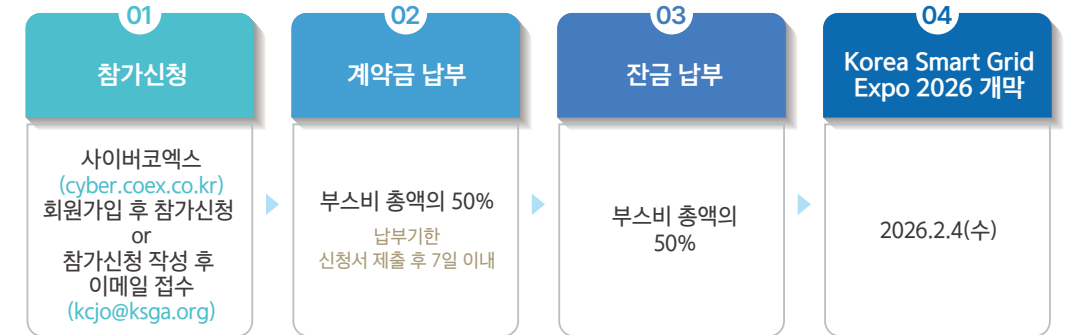 01
참가신청
사이버코엑스
(cyber.coex.co.kr)
회원가입 후 참가신청
or
참가신청 작성 후
이메일 접수
(kcjo@ksga.org)
02
계약금 납부
부스비 총액의 50%
납부기한
신청서 제출 후 7일 이내
03
잔금 납부
부스비 총액의
50%
04
Korea Smart Grid
Expo 2026 개막
2026.2.4(수)